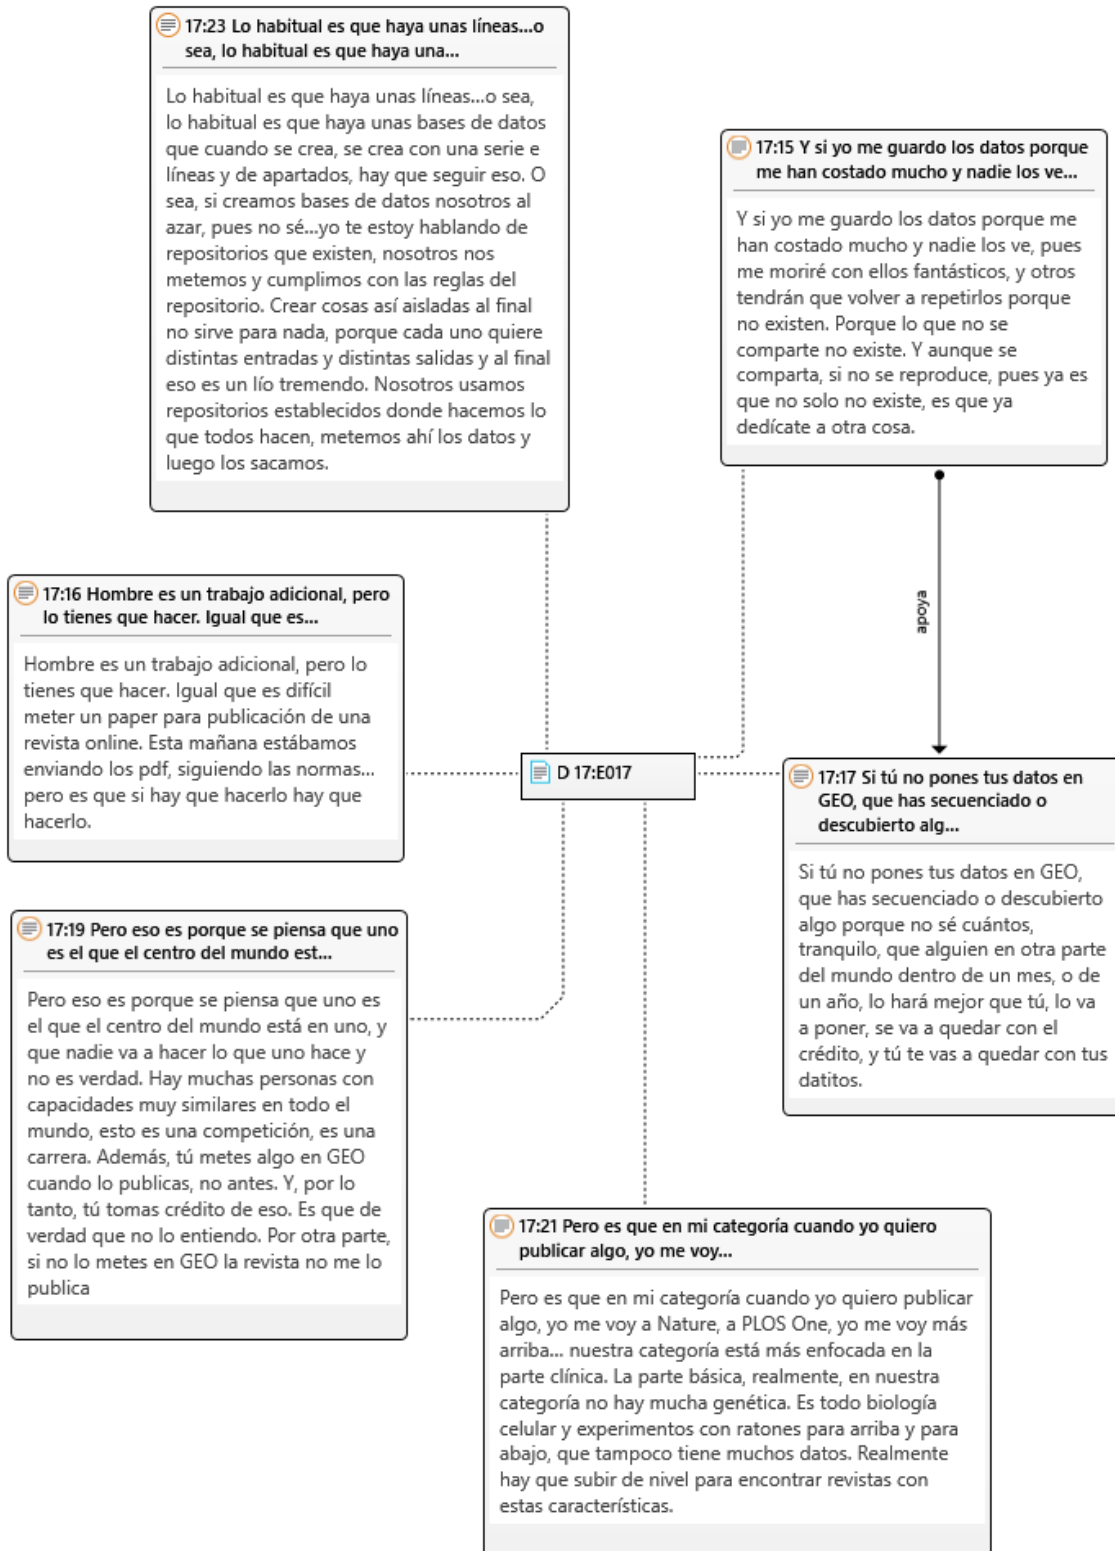 17:23 Lo habitual es que haya unas líneas...o
sea, lo habitual es que haya una...
Lo habitual es que haya unas líneas...o sea,
lo habitual es que haya unas bases de datos
que cuando se crea, se crea con una serie e
líneas y de apartados, hay que seguir eso. O
sea, si creamos bases de datos nosotros al
azar, pues no sé...yo te estoy hablando de
repositorios que existen, nosotros nos
metemos y cumplimos con las reglas del
repositorio. Crear cosas así aisladas al final
no sirve para nada, porque cada uno quiere
distintas entradas y distintas salidas y al final
eso es un lío tremendo. Nosotros usamos
repositorios establecidos donde hacemos lo
que todos hacen, metemos ahí los datos y
luego los sacamos.
17:15 Y si yo me guardo los datos porque
me han costado mucho y nadie los ve...
Y si yo me guardo los datos porque me
han costado mucho y nadie los ve, pues
me moriré con ellos fantásticos, y otros
tendrán que volver a repetirlos porque
no existen. Porque lo que no se
comparte no existe. Y aunque se
comparta, si no se reproduce, pues ya es
que no solo no existe, es que ya
dedícate a otra cosa.
apoya
17:16 Hombre es un trabajo adicional, pero
lo tienes que hacer. Igual que es...
Hombre es un trabajo adicional, pero lo
tienes que hacer. Igual que es difícil
meter un paper para publicación de una
revista online. Esta mañana estábamos
enviando los pdf, siguiendo las normas...
pero es que si hay que hacerlo hay que
hacerlo.
D 17:E017
17:17 Si tú no pones tus datos en
GEO, que has secuenciado o
descubierto alg...
Si tú no pones tus datos en GEO,
que has secuenciado o descubierto
algo porque no sé cuántos,
tranquilo, que alguien en otra parte
del mundo dentro de un mes, o de
un año, lo hará mejor que tú, lo va
a poner, se va a quedar con el
crédito, y tú te vas a quedar con tus
datitos.
17:19 Pero eso es porque se piensa que uno
es el que el centro del mundo est...
Pero eso es porque se piensa que uno es
el que el centro del mundo está en uno, y
que nadie va a hacer lo que uno hace y
no es verdad. Hay muchas personas con
capacidades muy similares en todo el
mundo, esto es una competición, es una
carrera. Además, tú metes algo en GEO
cuando lo publicas, no antes. Y, por lo
tanto, tú tomas crédito de eso. Es que de
verdad que no lo entiendo. Por otra parte,
si no lo metes en GEO la revista no me lo
publica
17:21 Pero es que en mi categoría cuando yo quiero
publicar algo, yo me voy...
Pero es que en mi categoría cuando yo quiero publicar
algo, yo me voy a Nature, a PLOS One, yo me voy más
arriba... nuestra categoría está más enfocada en la
parte clínica. La parte básica, realmente, en nuestra
categoría no hay mucha genética. Es todo biología
celular y experimentos con ratones para arriba y para
abajo, que tampoco tiene muchos datos. Realmente
hay que subir de nivel para encontrar revistas con
estas características.